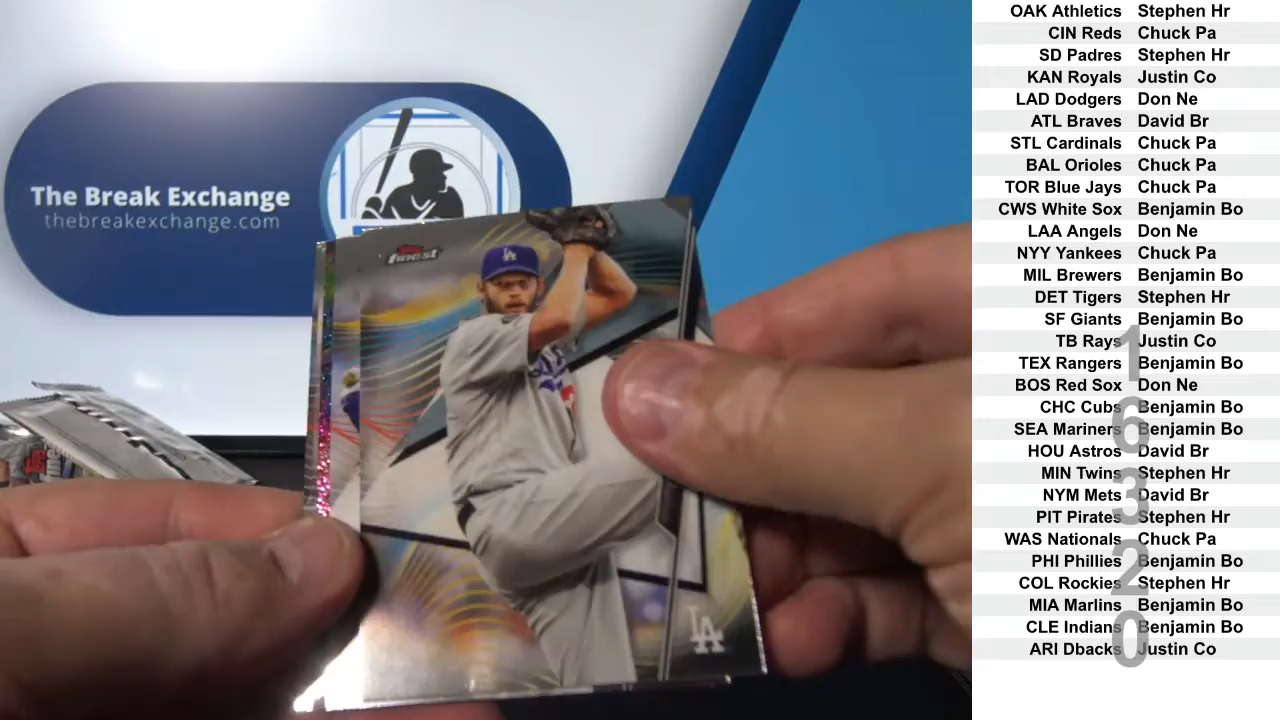 The Break Exchange
thebreakexchange.com
finest
LA
LA
OAK Athletics Stephen Hr
CIN Reds Chuck Pa
SD Padres Stephen Hr
KAN Royals Justin Co
LAD Dodgers Don Ne
ATL Braves David Br
STL Cardinals Chuck Pa
BAL Orioles Chuck Pa
TOR Blue Jays Chuck Pa
CWS White Sox Benjamin Bo
LAA Angels Don Ne
NYY Yankees Chuck Pa
MIL Brewers Benjamin Bo
DET Tigers Stephen Hr
SF Giants Benjamin Bo
TB Rays Justin Co
TEX Rangers Benjamin Bo
BOS Red Sox Don Ne
CHC Cubs Benjamin Bo
SEA Mariners Benjamin Bo
HOU Astros David Br
MIN Twins Stephen Hr
NYM Mets David Br
PIT Pirates Stephen Hr
WAS Nationals Chuck Pa
PHI Phillies Benjamin Bo
COL Rockies Stephen Hr
MIA Marlins Benjamin Bo
CLE Indians Benjamin Bo
ARI Dbacks Justin Co
16320